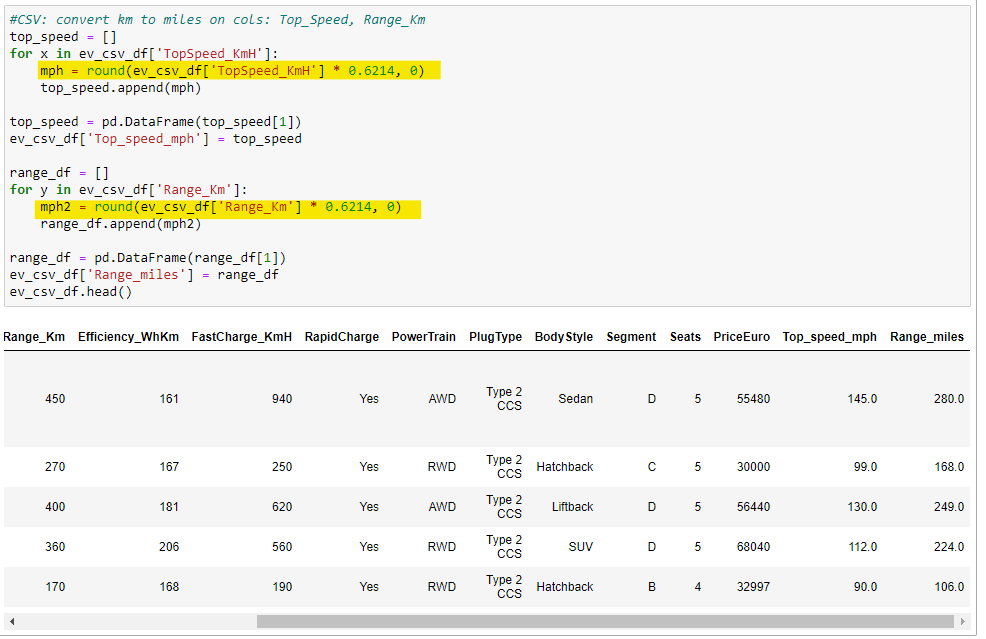 #CSV: convert km to miles on cols: Top_Speed, Range_Km
top_speed = []
for x in ev_csv_df['TopSpeed_KmH']:
    mph = round(ev_csv_df['TopSpeed_KmH'] * 0.6214, 0)
    top_speed.append(mph)

top_speed = pd.DataFrame(top_speed[1])
ev_csv_df['Top_speed_mph'] = top_speed

range_df = []
for y in ev_csv_df['Range_Km']:
    mph2 = round(ev_csv_df['Range_Km'] * 0.6214, 0)
    range_df.append(mph2)

range_df = pd.DataFrame(range_df[1])
ev_csv_df['Range_miles'] = range_df
ev_csv_df.head()
Range_Km Efficiency_WhKm FastCharge_KmH RapidCharge PowerTrain PlugType BodyStyle Segment Seats PriceEuro Top_speed_mph Range_miles
450 161 940 Yes AWD Type 2 CCS Sedan D 5 55480 145.0 280.0
270 167 250 Yes RWD Type 2 CCS Hatchback C 5 30000 99.0 168.0
400 181 620 Yes AWD Type 2 CCS Liftback D 5 56440 130.0 249.0
360 206 560 Yes RWD Type 2 CCS SUV D 5 68040 112.0 224.0
170 168 190 Yes RWD Type 2 CCS Hatchback B 4 32997 90.0 106.0